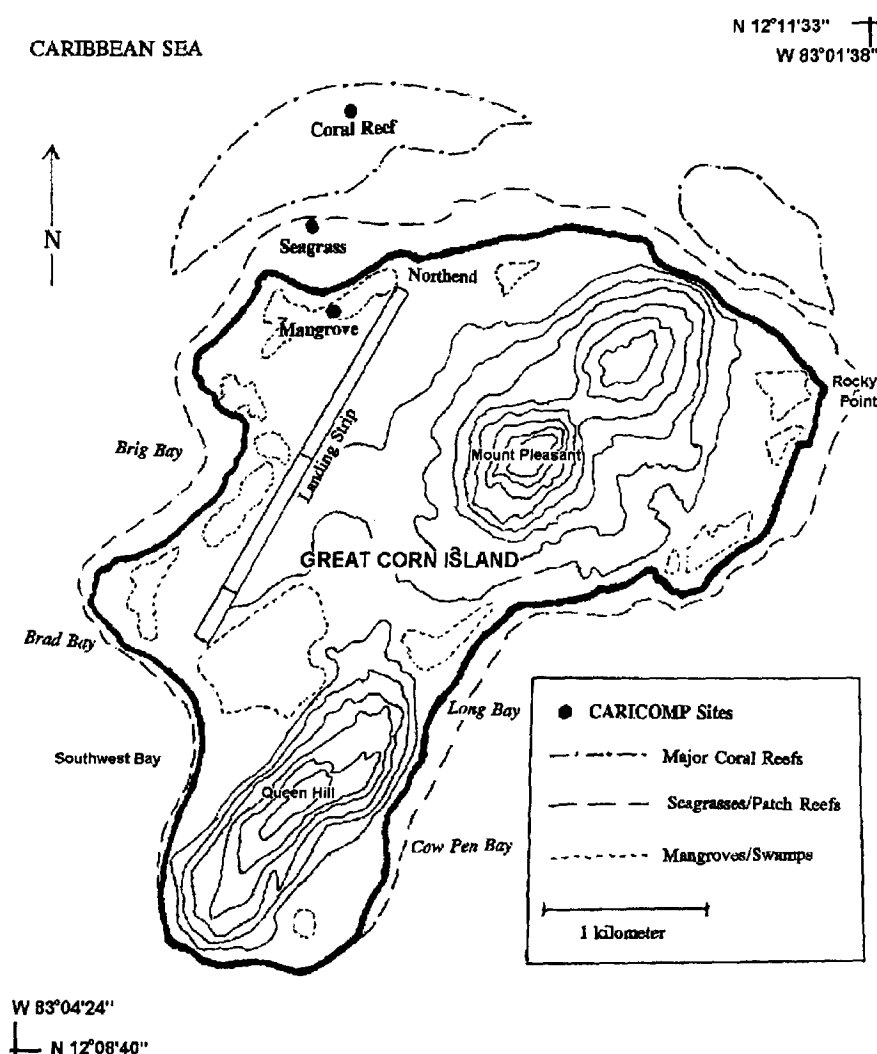 N 12°11'33"
W 83°01'38"
CARIBBEAN SEA
Coral Reef
N
Seagrass
Northend
Mangrove
Rocky
Point
Landing Strip
Brig Bay
Mount Pleasant
GREAT CORN ISLAND
Brad Bay
Long Bay
Southwest Bay
Queen Hill
Cow Pen Bay
CARICOMP Sites
Major Coral Reefs
Seagrasses/Patch Reefs
Mangroves/Swamps
1 kilometer
W 83°04'24"
N 12°08'40"